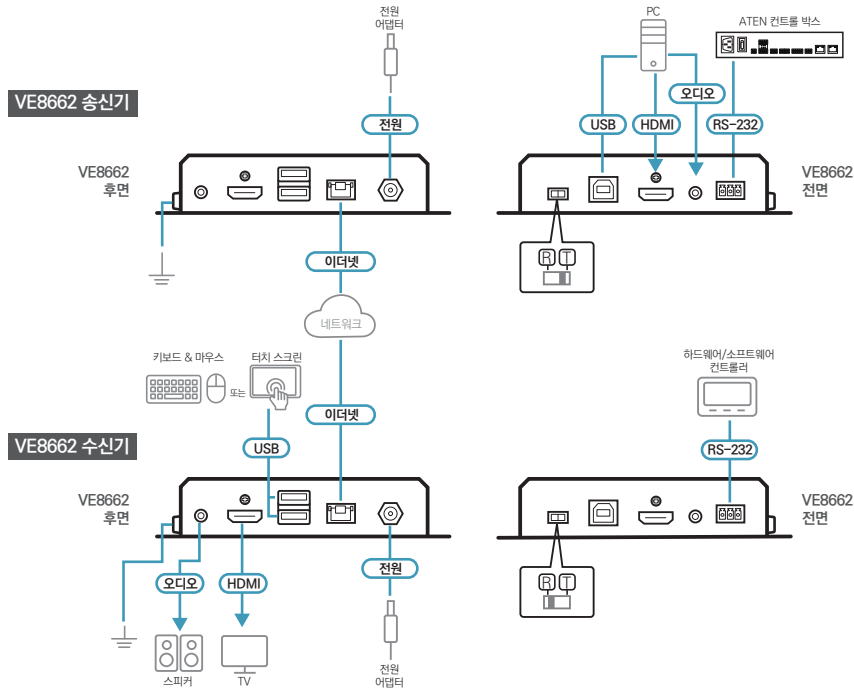 전원
어댑터
PC
ATEN 컨트롤 박스
VE8662 송신기
전원
오디오
USB
HDMI
RS-232
VE8662
후면
VE8662
전면
R T
이더넷
네트워크
키보드 & 마우스
터치 스크린
또는
하드웨어/소프트웨어
컨트롤러
이더넷
VE8662 수신기
USB
RS-232
VE8662
후면
VE8662
전면
전원
R T
오디오
HDMI
스피커
TV
전원
어댑터